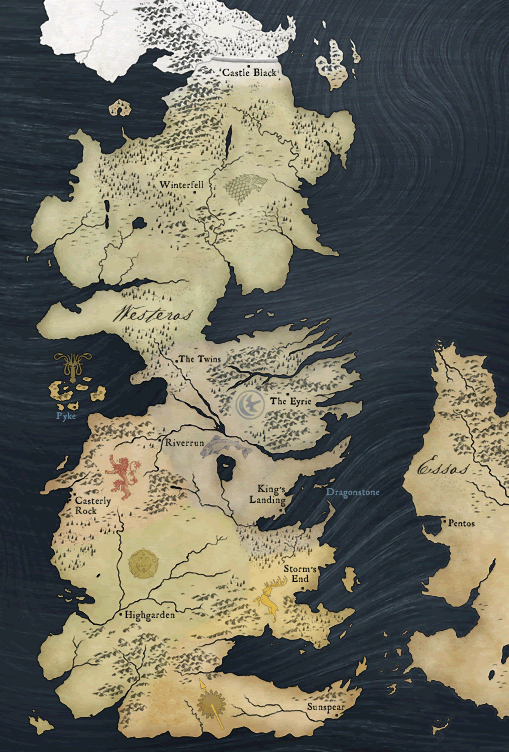 Castle Black
Winterfell
Westeros
The Twins
The Eyrie
Pyke
Riverrun
Essos
King's
Landing
Dragonstone
Casterly
Rock
Pentos
Storm's
End
Highgarden
Sunspear